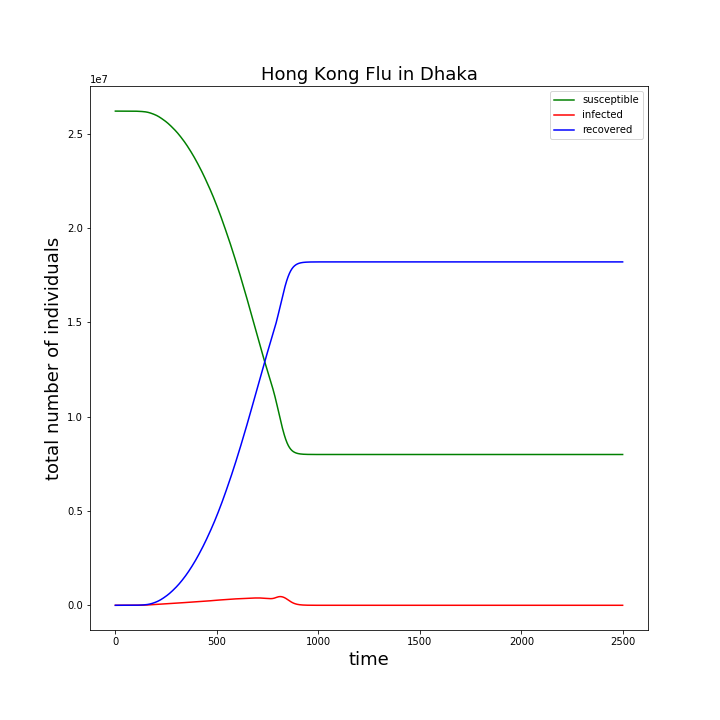 Hong Kong Flu in Dhaka
1e7
susceptible
infected
recovered
2.5
2.0
1.5
1.0
0.5
0.0
total number of individuals
0 500 1000 1500 2000 2500
time